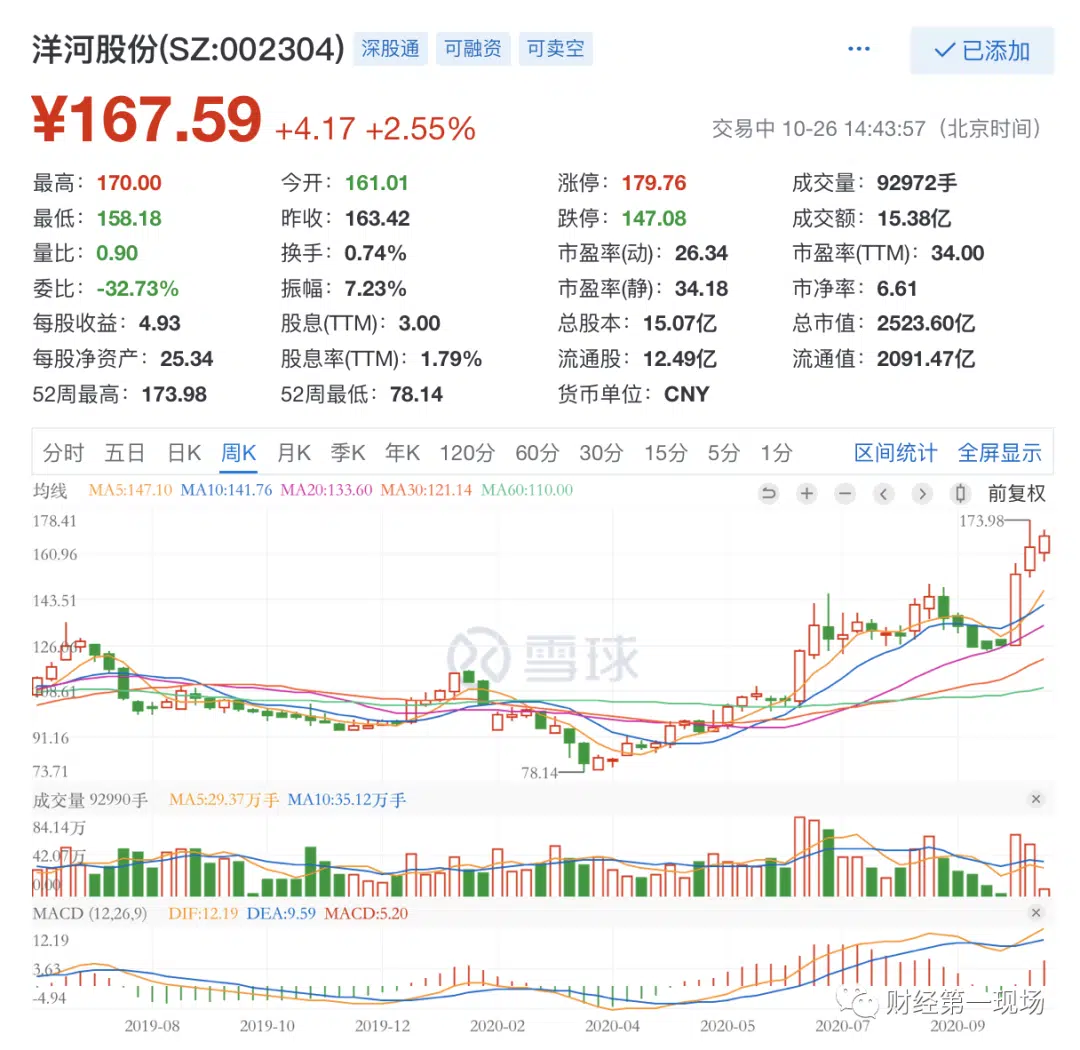 洋河股份(SZ:002304) 深股通 可融资 可卖空 ··· 已添加
¥167.59 +4.17 +2.55% 交易中 10-26 14:43:57（北京时间）
最高：170.00 今开：161.01 涨停：179.76 成交量：92972手
最低：158.18 昨收：163.42 跌停：147.08 成交额：15.38亿
量比：0.90 换手：0.74% 市盈率(动)：26.34 市盈率(TTM)：34.00
委比：-32.73% 振幅：7.23% 市盈率(静)：34.18 市净率：6.61
每股收益：4.93 股息(TTM)：3.00 总股本：15.07亿 总市值：2523.60亿
每股净资产：25.34 股息率(TTM)：1.79% 流通股：12.49亿 流通值：2091.47亿
52周最高：173.98 52周最低：78.14 货币单位：CNY
分时 五日 日K 周K 月K 季K 年K 120分 60分 30分 15分 5分 1分 区间统计 全屏显示
均线 MA5:147.10 MA10:141.76 MA20:133.60 MA30:121.14 MA60:110.00 前复权
178.41
173.98
160.96
143.51
126.06
雪球
108.61
91.16
73.71
78.14
成交量 92990手 MA5:29.37万手 MA10:35.12万手
84.14万
42.07万
0.00
MACD (12,26,9) DIF:12.19 DEA:9.59 MACD:5.20
12.19
3.63
-4.94
财经第一现场
2019-08 2019-10 2019-12 2020-02 2020-04 2020-05 2020-07 2020-09